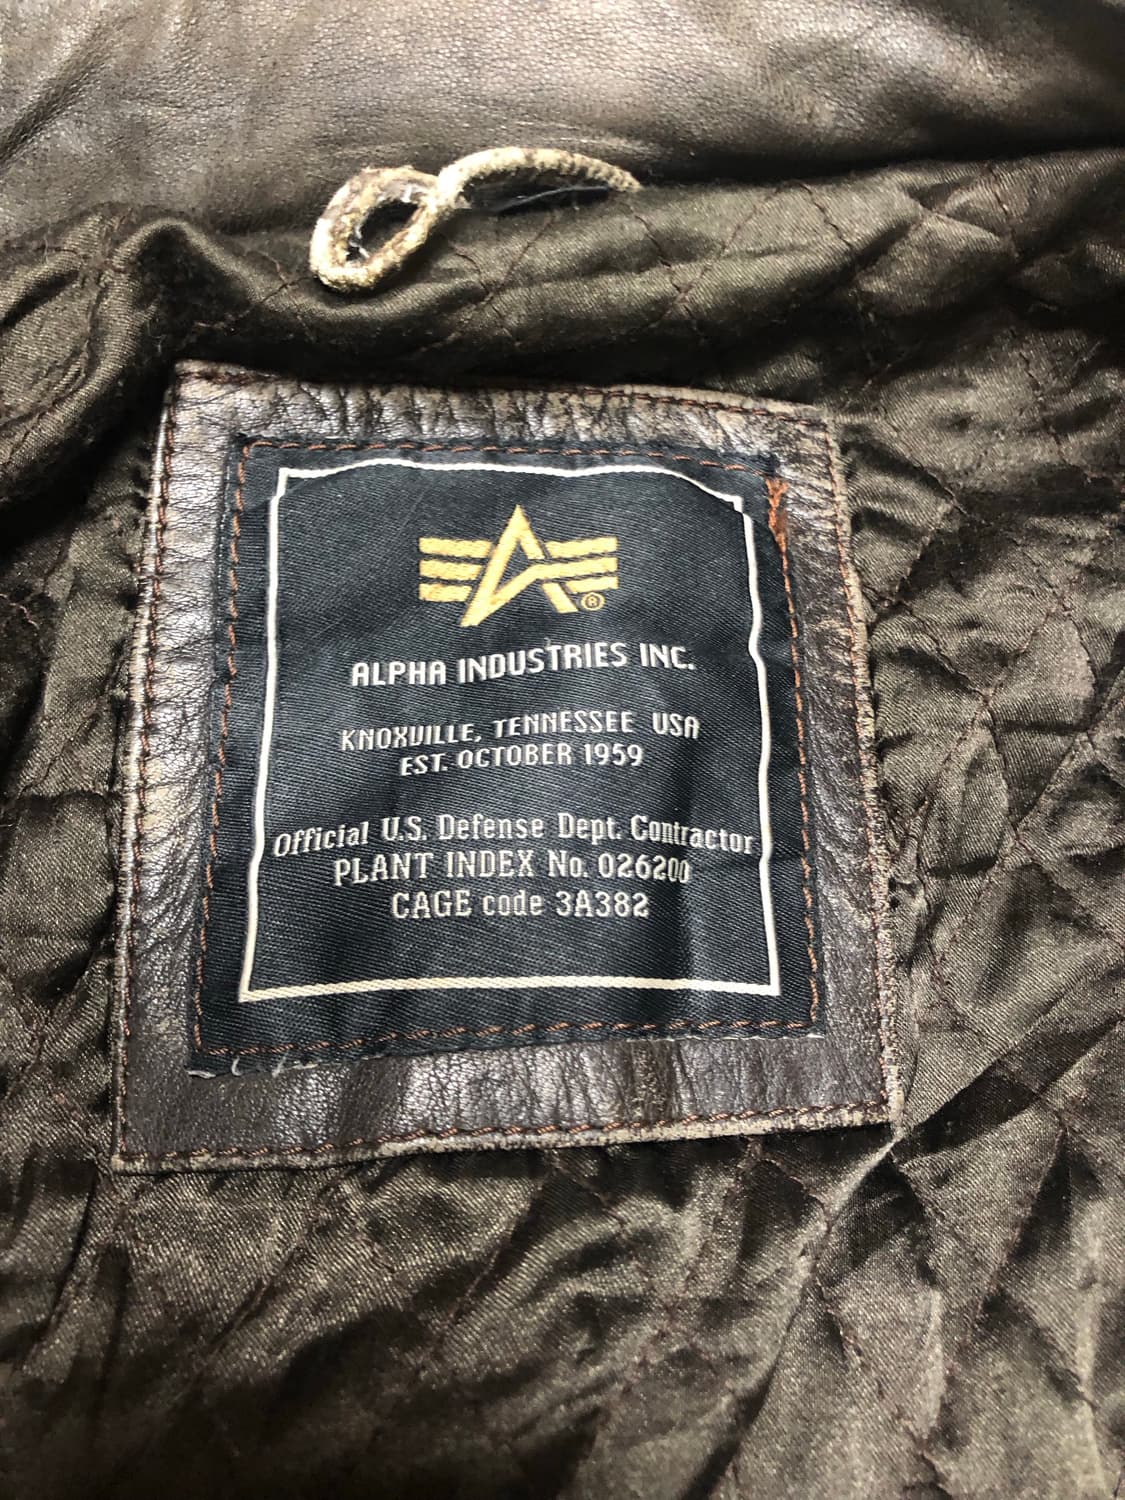 ®
ALPHA INDUSTRIES INC.
KNOXVILLE, TENNESSEE USA
EST. OCTOBER 1959
Official U.S. Defense Dept. Contractor
PLANT INDEX No. 026200
CAGE code 3A382